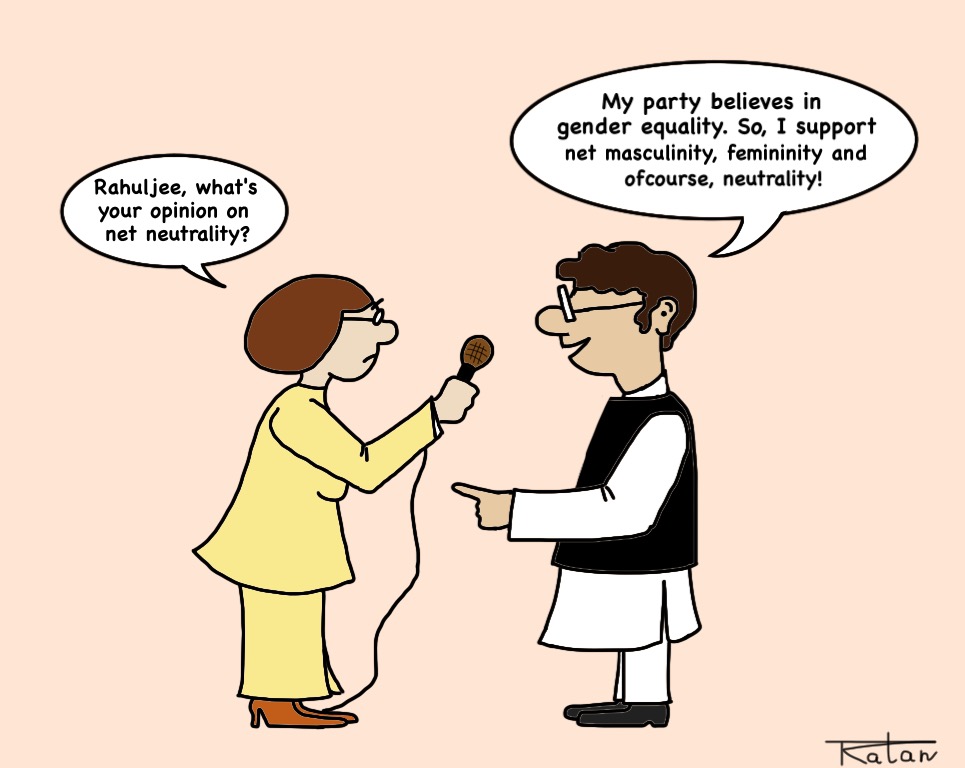 Rahuljee, what's
your opinion on
net neutrality?
My party believes in
gender equality. So, I support
net masculinity, femininity and
ofcourse, neutrality!
Ratan